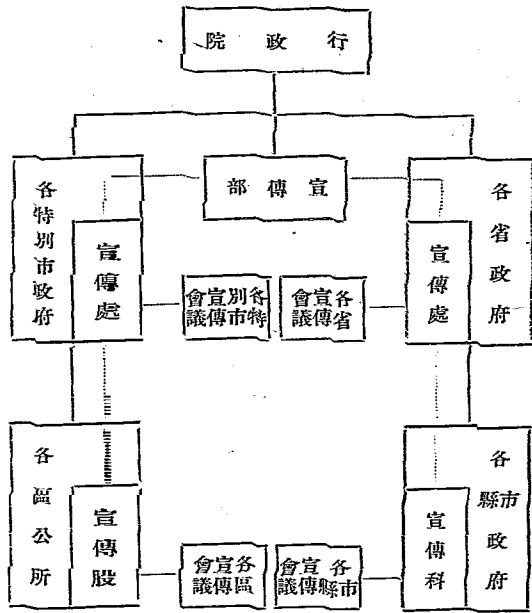 行政院
宣傳部
各省政府
宣傳處
各特別市政府
宣傳處
各省宣傳會議
各特別市宣傳會議
各市縣政府
宣傳科
各區公所
宣傳股
各市縣宣傳會議
各區宣傳會議